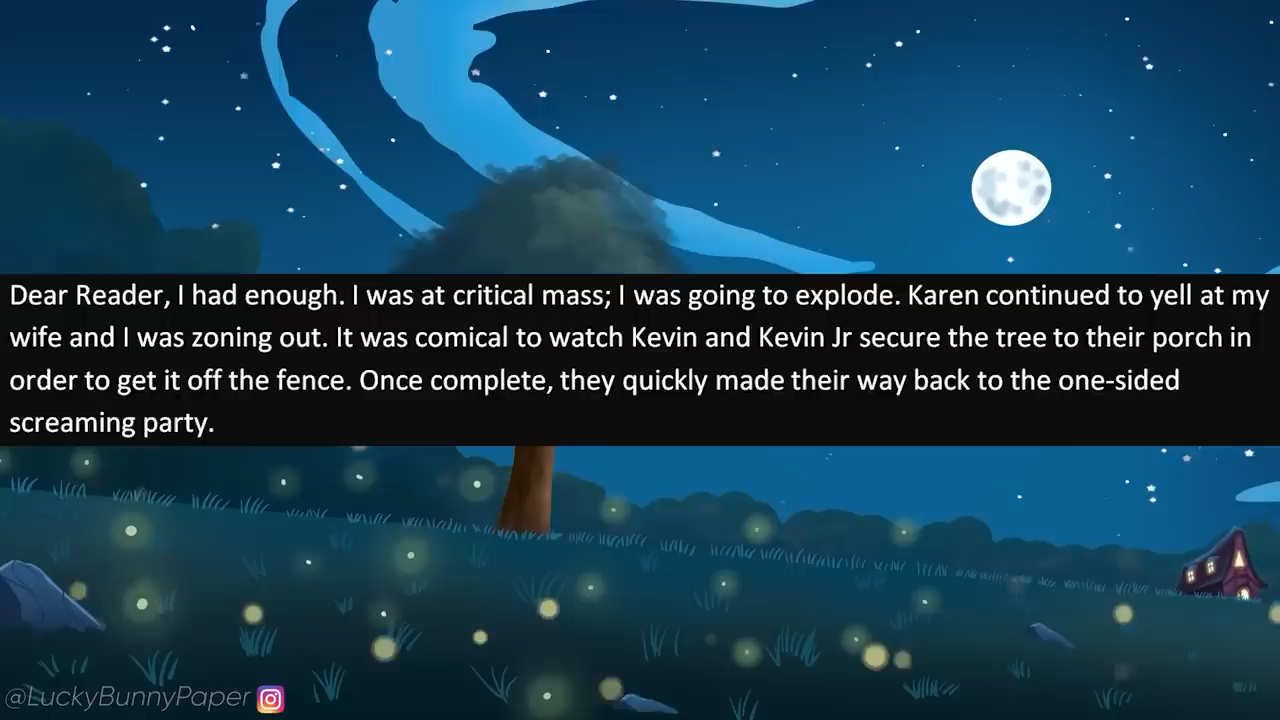 Dear Reader, I had enough. I was at critical mass; I was going to explode. Karen continued to yell at my
wife and I was zoning out. It was comical to watch Kevin and Kevin Jr secure the tree to their porch in
order to get it off the fence. Once complete, they quickly made their way back to the one-sided
screaming party.
@LuckyBunnyPaper